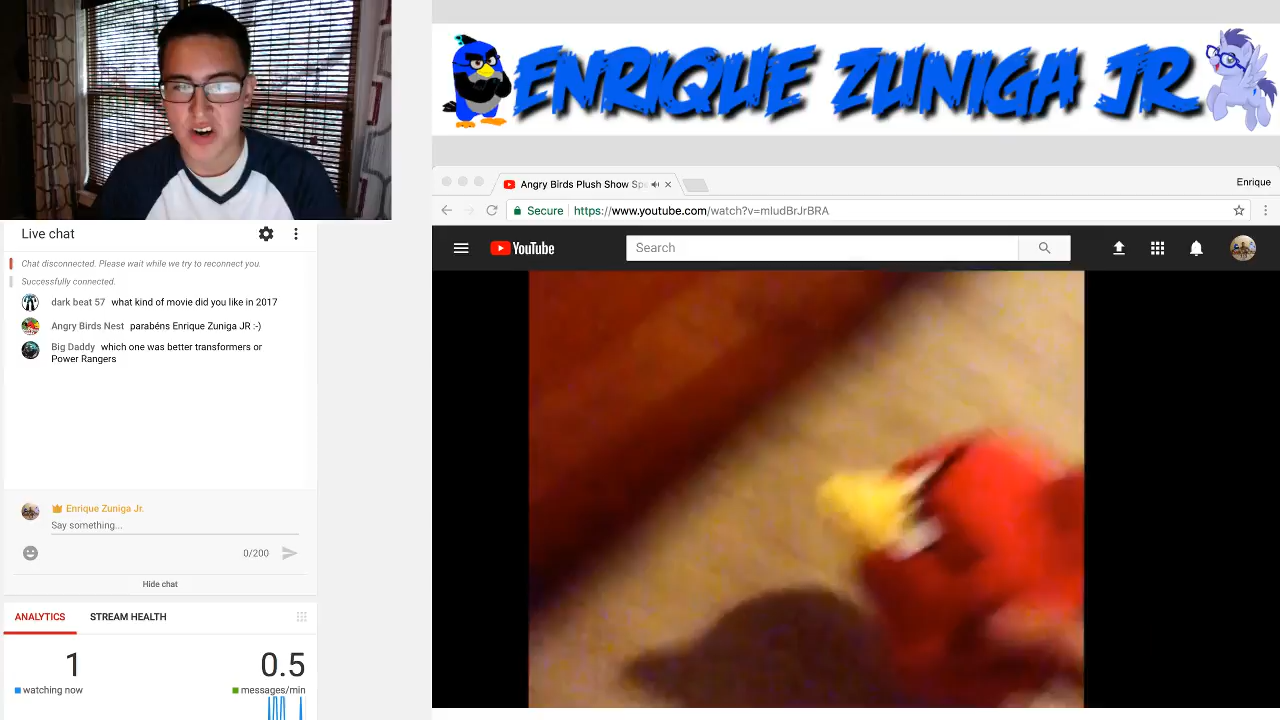 ENRIQUE ZUNIGA JR
Angry Birds Plush Show Spe
Enrique
Secure
https://www.youtube.com/watch?v=mIudBrJrBRA
YouTube
Search
Live chat
Chat disconnected. Please wait while we try to reconnect you.
Successfully connected.
dark beat 57 what kind of movie did you like in 2017
Angry Birds Nest parabéns Enrique Zuniga JR :-)
Big Daddy which one was better transformers or
Power Rangers
Enrique Zuniga Jr.
Say something...
0/200
Hide chat
ANALYTICS STREAM HEALTH
1 0.5
watching now messages/min